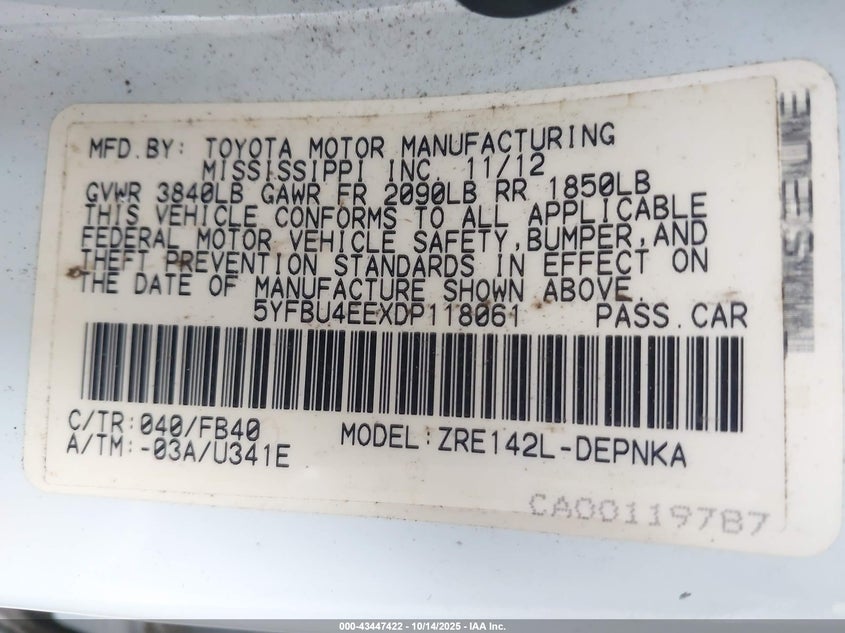 MFD.BY: TOYOTA MOTOR MANUFACTURING
MISSISSIPPI INC. 11/12
GVWR 3840LB GAWR FR 2090LB RR 1850LB
THIS VEHICLE CONFORMS TO ALL APPLICABLE
FEDERAL MOTOR VEHICLE SAFETY,BUMPER,AND
THEFT PREVENTION STANDARDS IN EFFECT ON
THE DATE OF MANUFACTURE SHOWN ABOVE.
5YFBU4EEXDP118061 PASS.CAR
C/TR:040/FB40
A/TM:-03A/U341E
MODEL:ZRE142L-DEPNKA
CA00119787
000-43447422 - 10/14/2025 - IAA Inc.